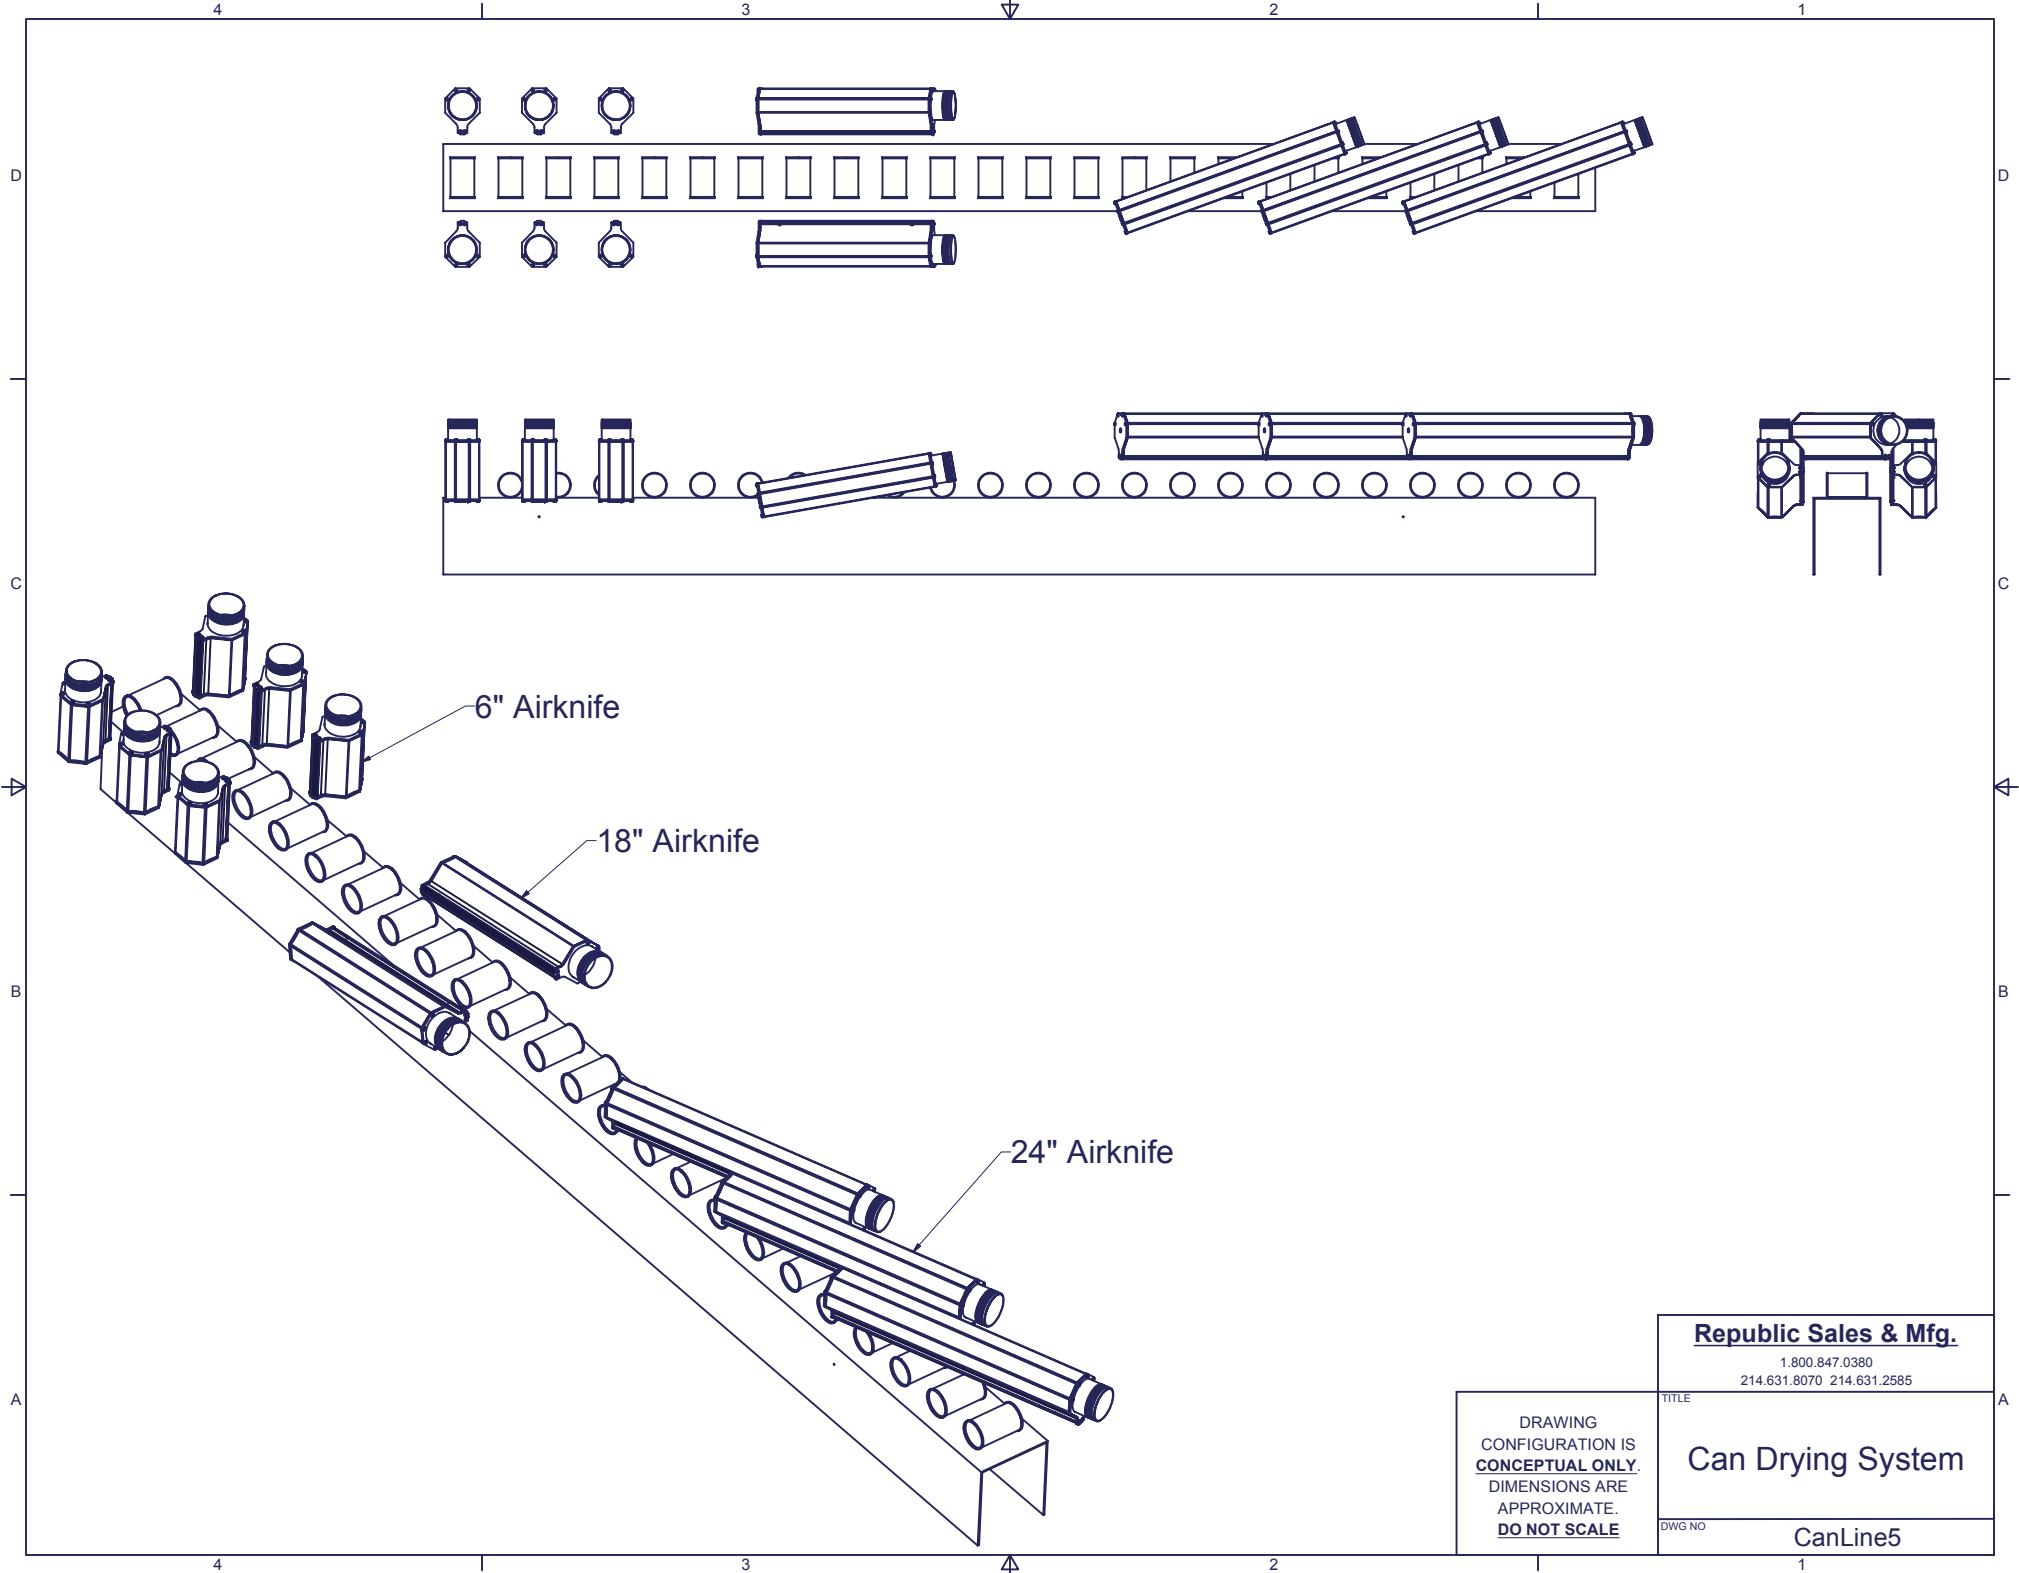 4 3 2 1
D D
C C
6" Airknife
18" Airknife
B B
24" Airknife
Republic Sales & Mfg.
1.800.847.0380
214.631.8070 214.631.2585
A A
TITLE
Can Drying System
DRAWING
CONFIGURATION IS
CONCEPTUAL ONLY.
DIMENSIONS ARE
APPROXIMATE.
DO NOT SCALE
DWG NO
CanLine5
4 3 2 1